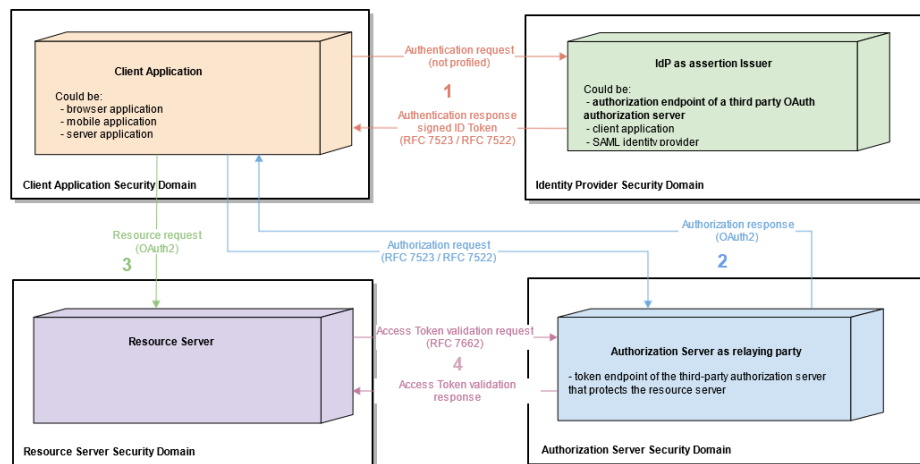 Client Application
Could be:
- browser application
- mobile application
- server application
Client Application Security Domain
Authentication request
(not profiled)
1
Authentication response
signed ID Token
(RFC 7523 / RFC 7522)
IdP as assertion Issuer
Could be:
- authorization endpoint of a third party OAuth
authorization server
- client application
- SAML identity provider
Identity Provider Security Domain
Resource request
(OAuth2)
3
Authorization request
(RFC 7523 / RFC 7522)
Authorization response
(OAuth2)
2
Resource Server
Resource Server Security Domain
Access Token validation request
(RFC 7662)
4
Access Token validation
response
Authorization Server as relaying party
- token endpoint of the third-party authorization server
that protects the resource server
Authorization Server Security Domain